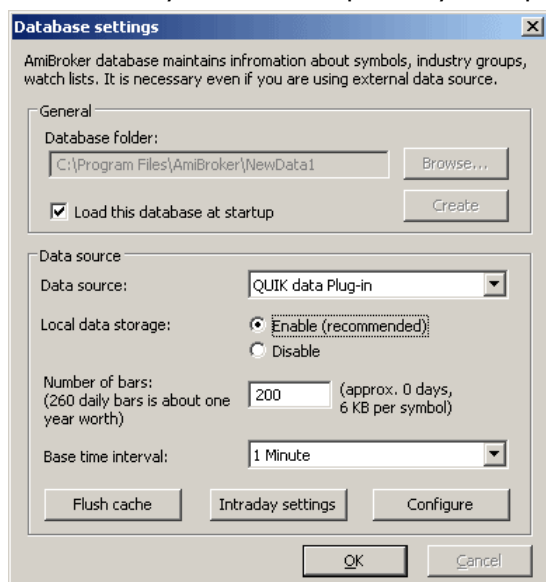 Database settings
AmiBroker database maintains infromation about symbols, industry groups,
watch lists. It is necessary even if you are using external data source.
General
Database folder:
C:\Program Files\AmiBroker\NewData1
Browse...
Load this database at startup
Create
Data source
Data source:
QUIK data Plug-in
Local data storage:
Enable (recommended)
Disable
Number of bars:
(260 daily bars is about one
year worth)
200
(approx. 0 days,
6 KB per symbol)
Base time interval:
1 Minute
Flush cache
Intraday settings
Configure
OK
Cancel